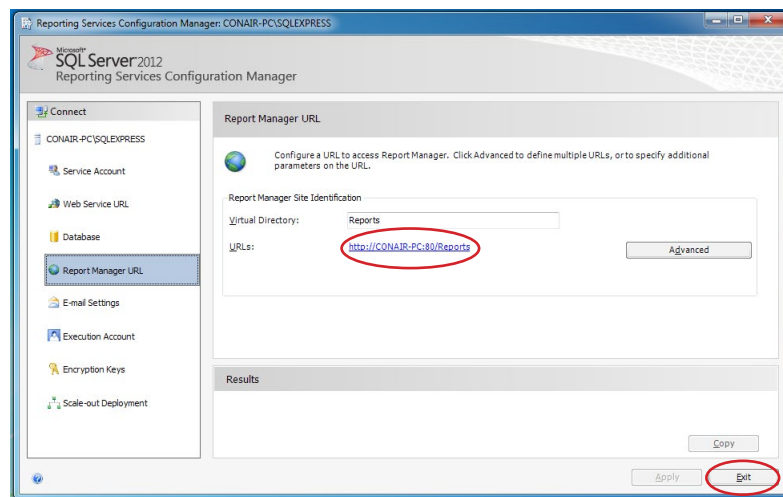 Reporting Services Configuration Manager: CONAIR-PC\SQLEXPRESS
Microsoft
SQL Server 2012
Reporting Services Configuration Manager
Connect
CONAIR-PC\SQLEXPRESS
Service Account
Web Service URL
Database
Report Manager URL
E-mail Settings
Execution Account
Encryption Keys
Scale-out Deployment
Report Manager URL
Configure a URL to access Report Manager. Click Advanced to define multiple URLs, or to specify additional
parameters on the URL.
Report Manager Site Identification
Virtual Directory: Reports
URLs: http://CONAIR-PC:80/Reports
Advanced
Results
Copy
Apply Exit